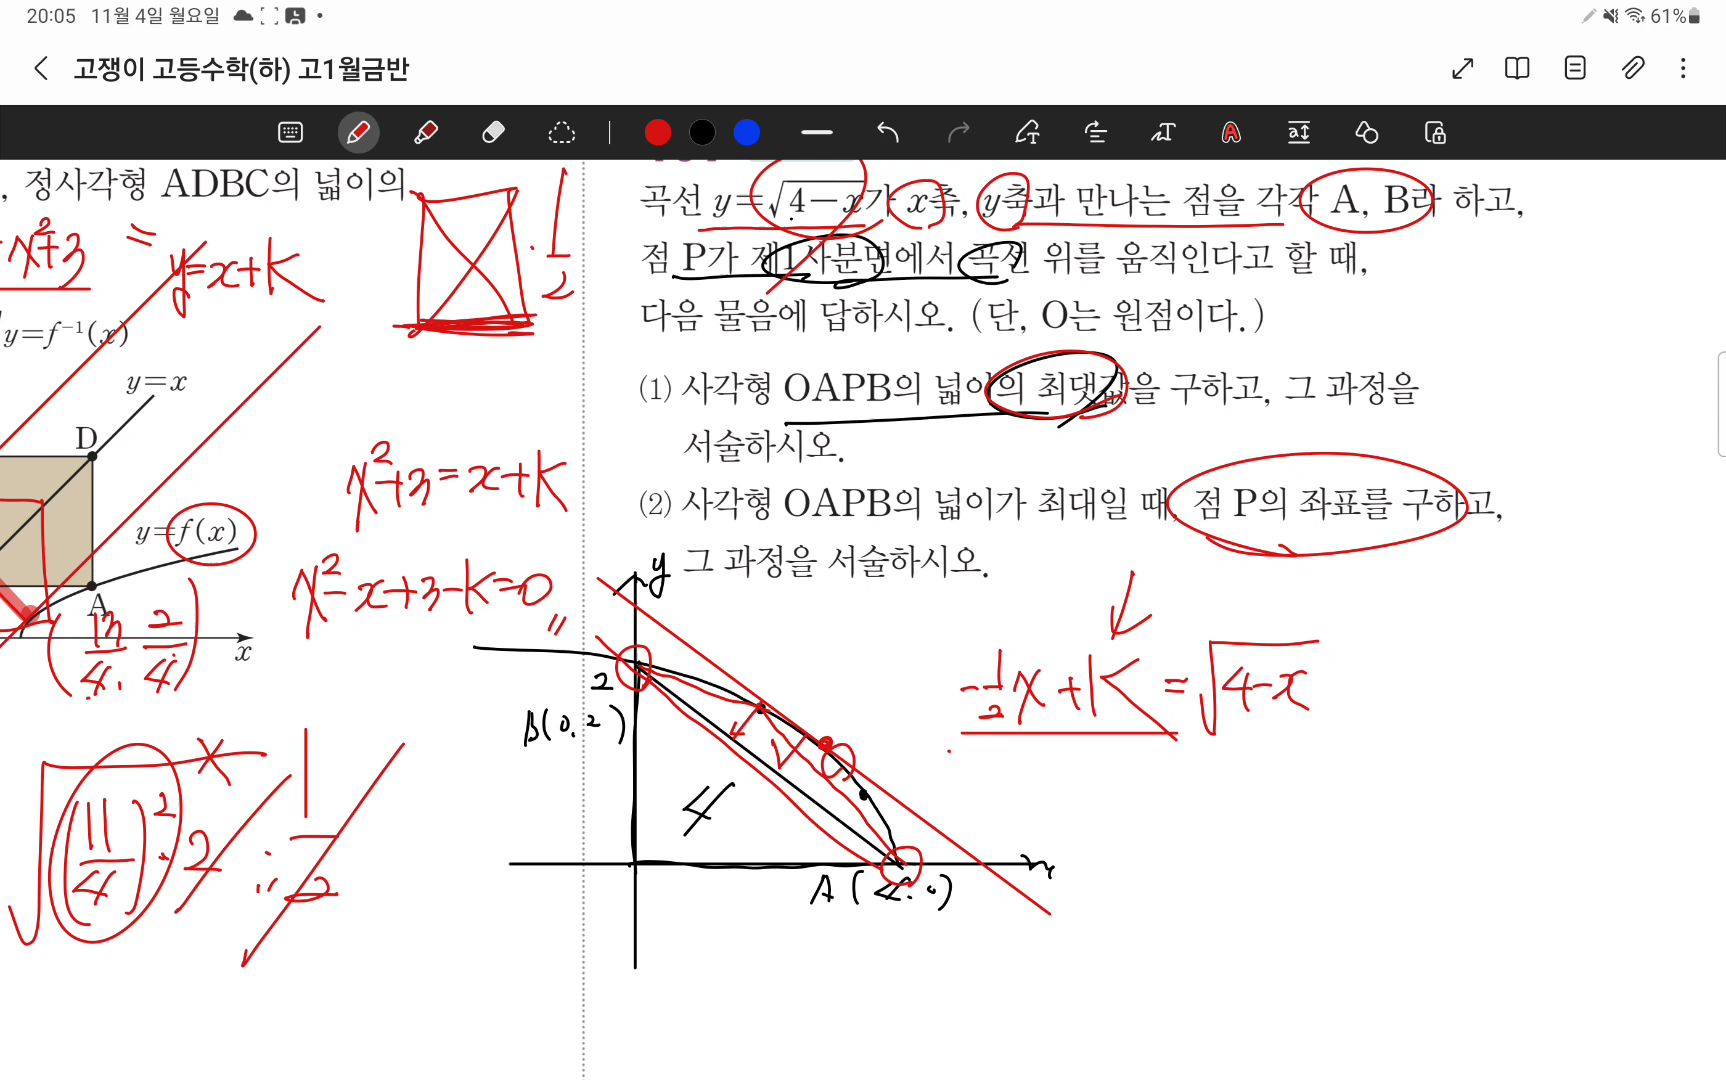 20:05 11월 4일 월요일
61%
고쟁이 고등수학(하) 고1월금반
, 정사각형 ADBC의 넓이의
x²+3 = y=x+k
· 1/2
y=f⁻¹(x)
y=x
D
y=f(x)
A
x
(13/4, 2/4)
x²+3=x+k
x²-x+3-k=0
√(11/4)²·2
곡선 y=√4-x가 x축, y축과 만나는 점을 각각 A, B라 하고,
점 P가 제1사분면에서 곡선 위를 움직인다고 할 때,
다음 물음에 답하시오. (단, O는 원점이다.)
(1) 사각형 OAPB의 넓이의 최댓값을 구하고, 그 과정을
서술하시오.
(2) 사각형 OAPB의 넓이가 최대일 때, 점 P의 좌표를 구하고,
그 과정을 서술하시오.
y
2
B(0,2)
4
A(4,0)
x
-1/2x+k=√4-x